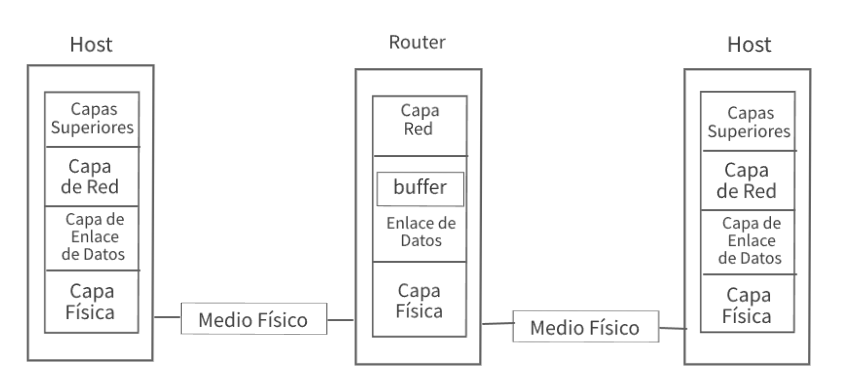 Host
Capas
Superiores
Capa
de Red
Capa de
Enlace
de Datos
Capa
Física
Medio Físico
Router
Capa
Red
buffer
Enlace de
Datos
Capa
Física
Medio Físico
Host
Capas
Superiores
Capa
de Red
Capa de
Enlace
de Datos
Capa
Física